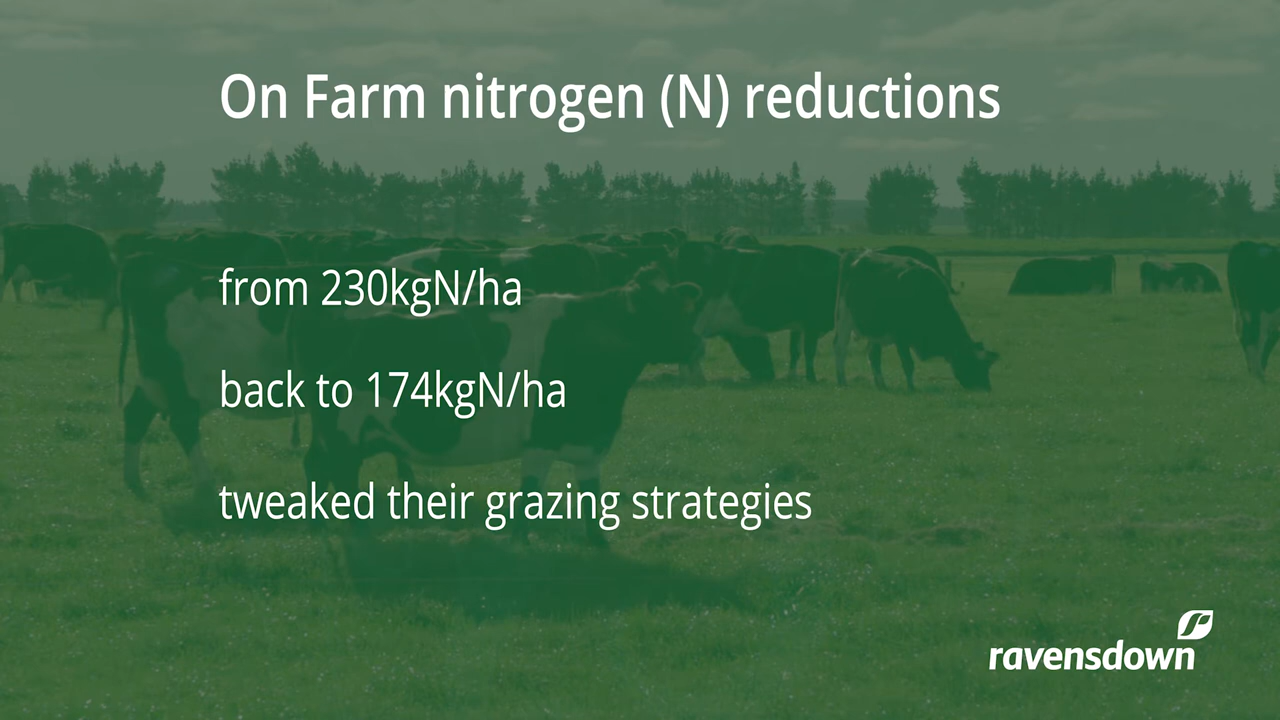 On Farm nitrogen (N) reductions
from 230kgN/ha
back to 174kgN/ha
tweaked their grazing strategies
ravensdown